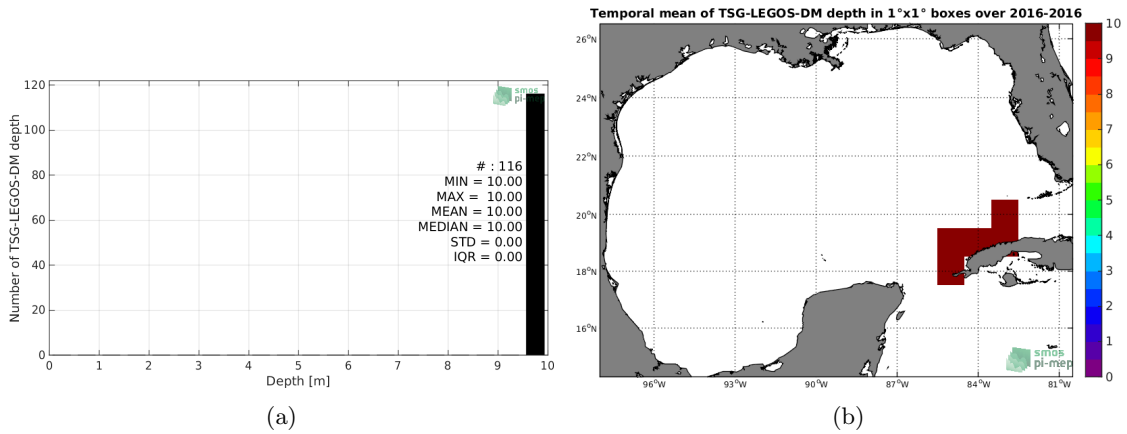 Temporal mean of TSG-LEGOS-DM depth in 1°x1° boxes over 2016-2016
120
100
80
60
40
20
0
Number of TSG-LEGOS-DM depth
smos
pi-mep
# : 116
MIN = 10.00
MAX = 10.00
MEAN = 10.00
MEDIAN = 10.00
STD = 0.00
IQR = 0.00
0 1 2 3 4 5 6 7 8 9 10
Depth [m]
(a)
26°N
24°N
22°N
20°N
18°N
16°N
96°W 93°W 90°W 87°W 84°W 81°W
smos
pi-mep
10
9
8
7
6
5
4
3
2
1
0
(b)